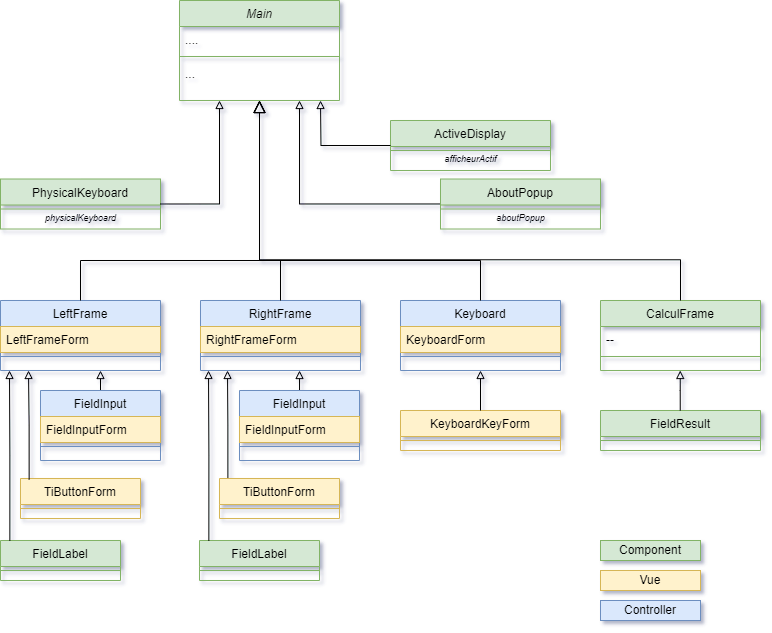 Main
....
...
ActiveDisplay
afficheurActif
PhysicalKeyboard
physicalKeyboard
AboutPopup
aboutPopup
LeftFrame
LeftFrameForm
RightFrame
RightFrameForm
Keyboard
KeyboardForm
CalculFrame
--
FieldInput
FieldInputForm
FieldInput
FieldInputForm
KeyboardKeyForm
FieldResult
TiButtonForm
TiButtonForm
FieldLabel
FieldLabel
Component
Vue
Controller